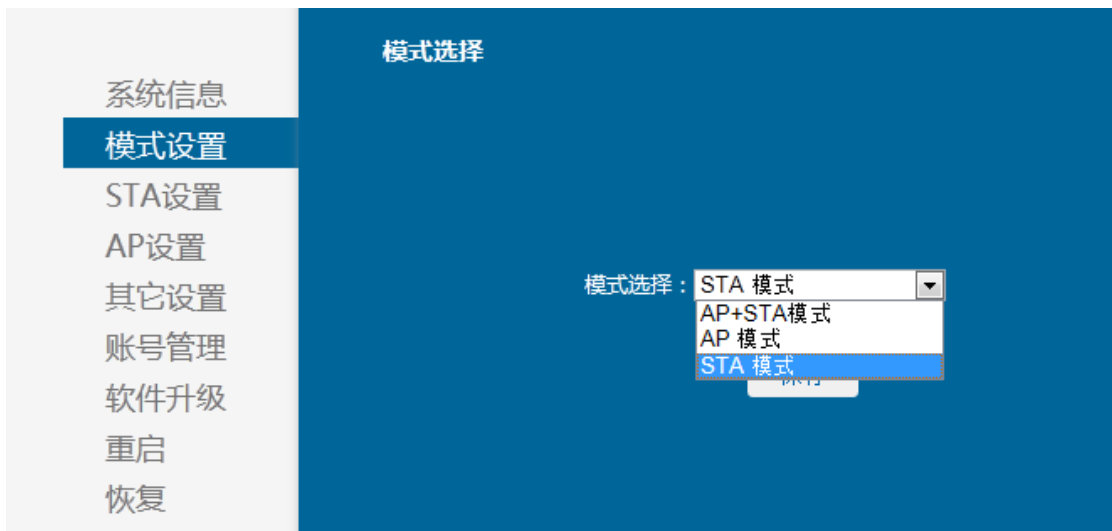 模式选择
系统信息
模式设置
STA设置
AP设置
其它设置
账号管理
软件升级
重启
恢复
模式选择：STA 模式
AP+STA模式
AP 模式
STA 模式